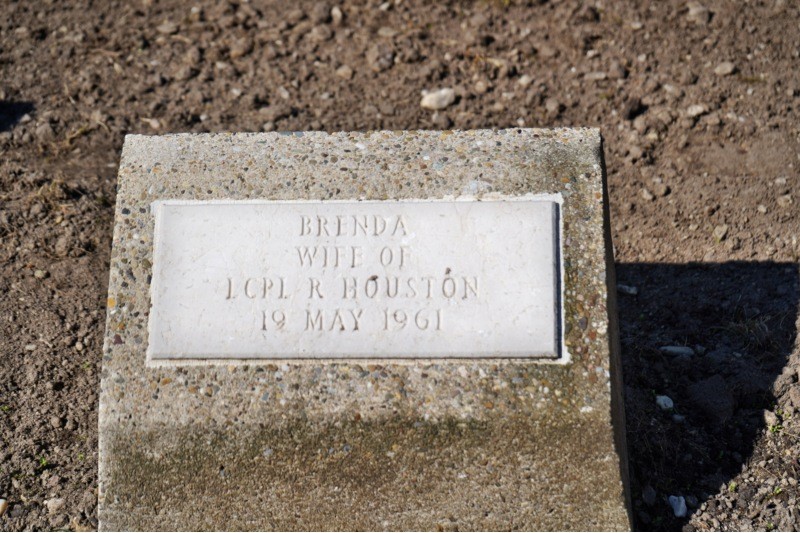 BRENDA
WIFE OF
LCPL R HOUSTON
19 MAY 1961